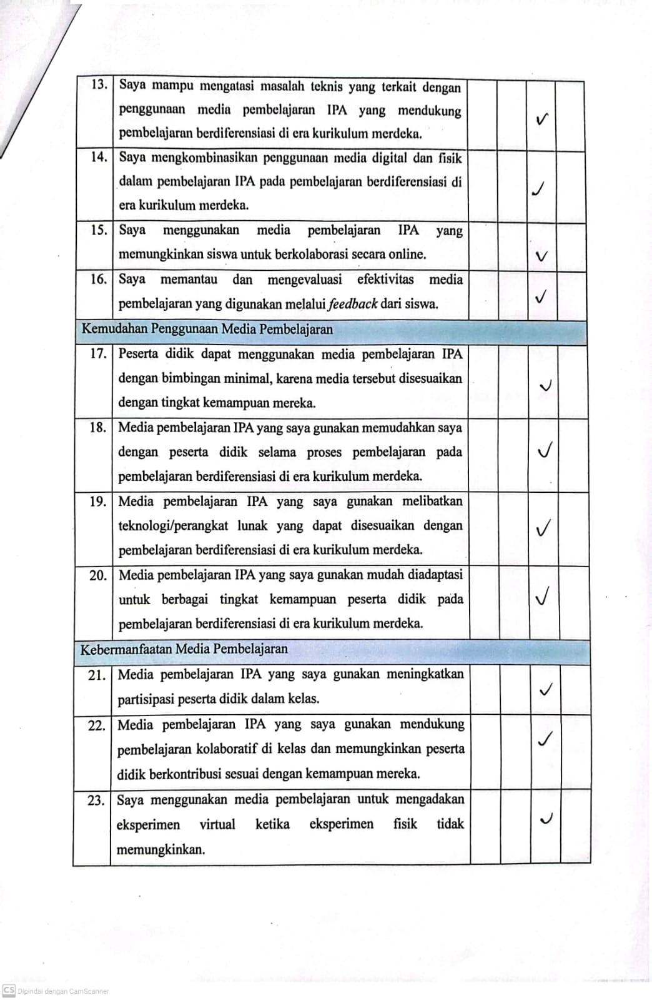 13. Saya mampu mengatasi masalah teknis yang terkait dengan
penggunaan media pembelajaran IPA yang mendukung
pembelajaran berdiferensiasi di era kurikulum merdeka.
14. Saya mengkombinasikan penggunaan media digital dan fisik
dalam pembelajaran IPA pada pembelajaran berdiferensiasi di
era kurikulum merdeka.
15. Saya menggunakan media pembelajaran IPA yang
memungkinkan siswa untuk berkolaborasi secara online.
16. Saya memantau dan mengevaluasi efektivitas media
pembelajaran yang digunakan melalui feedback dari siswa.
Kemudahan Penggunaan Media Pembelajaran
17. Peserta didik dapat menggunakan media pembelajaran IPA
dengan bimbingan minimal, karena media tersebut disesuaikan
dengan tingkat kemampuan mereka.
18. Media pembelajaran IPA yang saya gunakan memudahkan saya
dengan peserta didik selama proses pembelajaran pada
pembelajaran berdiferensiasi di era kurikulum merdeka.
19. Media pembelajaran IPA yang saya gunakan melibatkan
teknologi/perangkat lunak yang dapat disesuaikan dengan
pembelajaran berdiferensiasi di era kurikulum merdeka.
20. Media pembelajaran IPA yang saya gunakan mudah diadaptasi
untuk berbagai tingkat kemampuan peserta didik pada
pembelajaran berdiferensiasi di era kurikulum merdeka.
Kebermanfaatan Media Pembelajaran
21. Media pembelajaran IPA yang saya gunakan meningkatkan
partisipasi peserta didik dalam kelas.
22. Media pembelajaran IPA yang saya gunakan mendukung
pembelajaran kolaboratif di kelas dan memungkinkan peserta
didik berkontribusi sesuai dengan kemampuan mereka.
23. Saya menggunakan media pembelajaran untuk mengadakan
eksperimen virtual ketika eksperimen fisik tidak
memungkinkan.
CS Dipindai dengan CamScanner